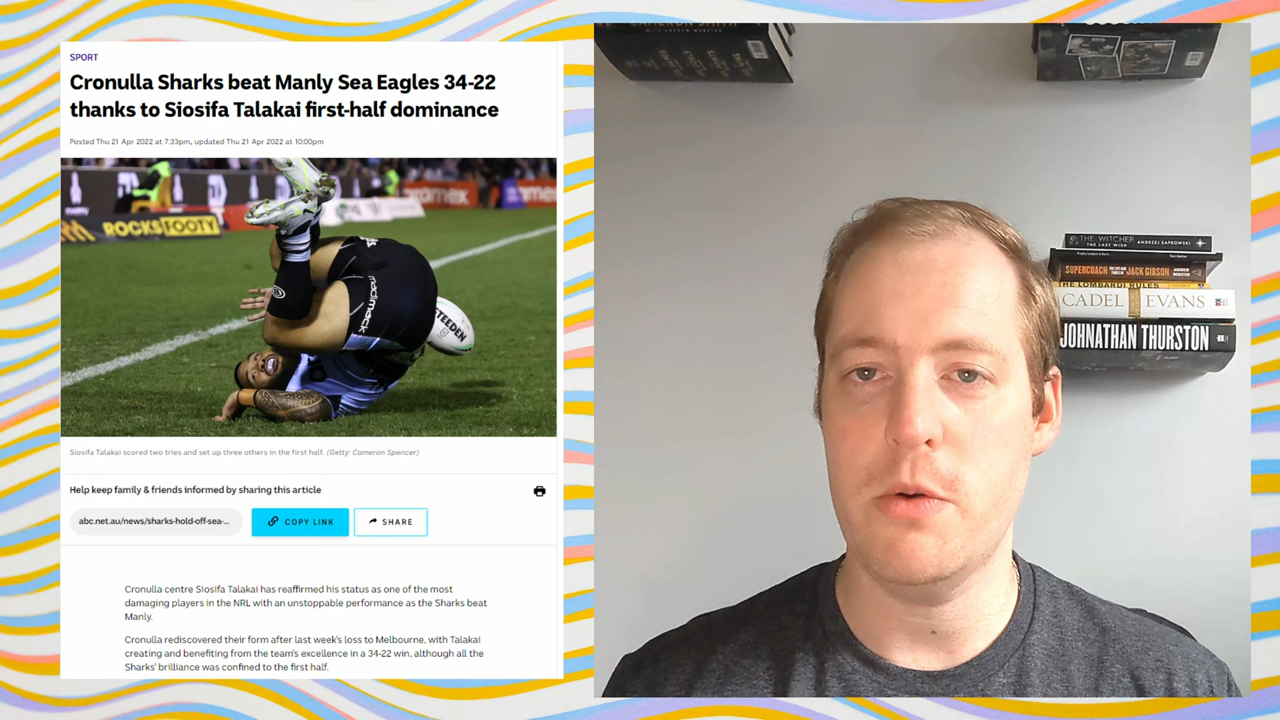 SPORT
Cronulla Sharks beat Manly Sea Eagles 34-22
thanks to Siosifa Talakai first-half dominance
Posted Thu 21 Apr 2022 at 7:33pm, updated Thu 21 Apr 2022 at 10:00pm
ROCKSFOOTY
madimack
STEEDEN
Siosifa Talakai scored two tries and set up three others in the first half. (Getty: Cameron Spencer)
Help keep family & friends informed by sharing this article
abc.net.au/news/sharks-hold-off-sea-...
COPY LINK
SHARE
Cronulla centre Siosifa Talakai has reaffirmed his status as one of the most
damaging players in the NRL with an unstoppable performance as the Sharks beat
Manly.
Cronulla rediscovered their form after last week's loss to Melbourne, with Talakai
creating and benefiting from the team's excellence in a 34-22 win, although all the
Sharks' brilliance was confined to the first half.
THE WITCHER ANDRZEJ SAPKOWSKI
THE LAST WISH
SUPERCOACH JACK GIBSON
THE LOMBARDI RULES
CADEL EVANS
JOHNATHAN THURSTON